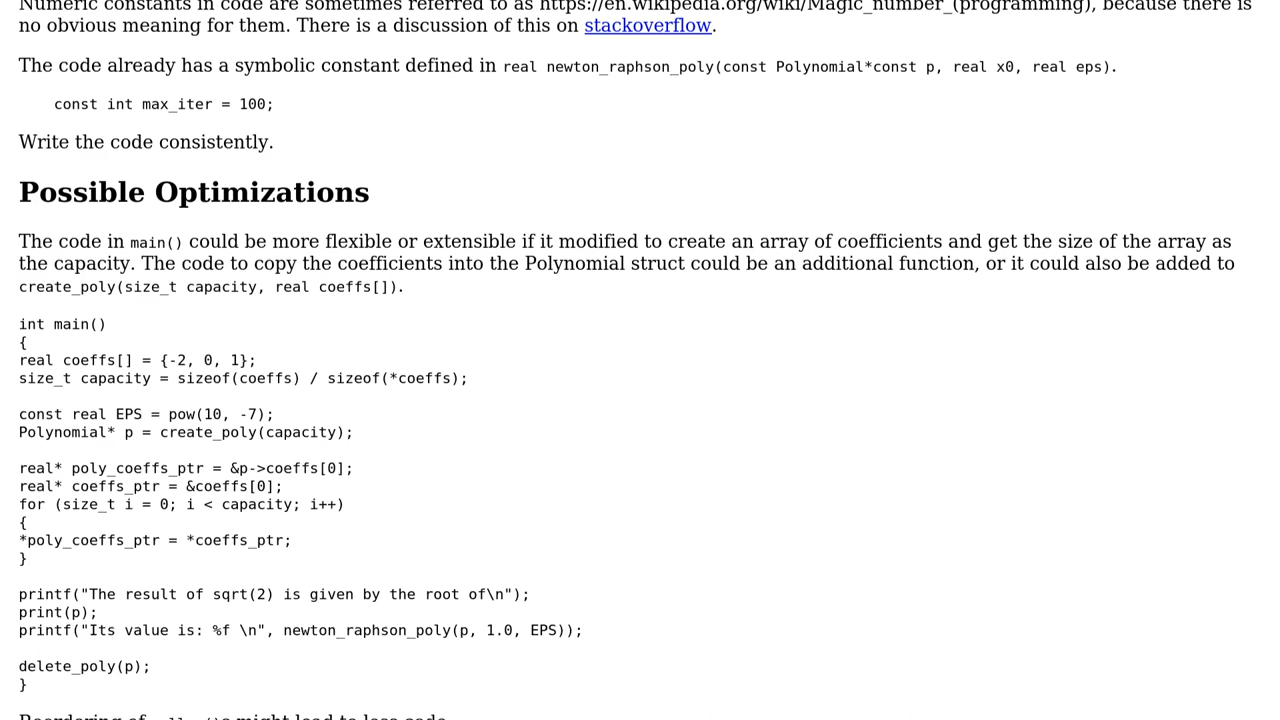 Numeric constants in code are sometimes referred to as https://en.wikipedia.org/wiki/Magic_number_(programming), because there is
no obvious meaning for them. There is a discussion of this on stackoverflow.
The code already has a symbolic constant defined in real newton_raphson_poly(const Polynomial*const p, real x0, real eps).
const int max_iter = 100;
Write the code consistently.
Possible Optimizations
The code in main() could be more flexible or extensible if it modified to create an array of coefficients and get the size of the array as
the capacity. The code to copy the coefficients into the Polynomial struct could be an additional function, or it could also be added to
create_poly(size_t capacity, real coeffs[]).
int main()
{
real coeffs[] = {-2, 0, 1};
size_t capacity = sizeof(coeffs) / sizeof(*coeffs);
const real EPS = pow(10, -7);
Polynomial* p = create_poly(capacity);
real* poly_coeffs_ptr = &p->coeffs[0];
real* coeffs_ptr = &coeffs[0];
for (size_t i = 0; i < capacity; i++)
{
*poly_coeffs_ptr = *coeffs_ptr;
}
printf("The result of sqrt(2) is given by the root of\n");
print(p);
printf("Its value is: %f \n", newton_raphson_poly(p, 1.0, EPS));
delete_poly(p);
}
Reordering of might lead to less code